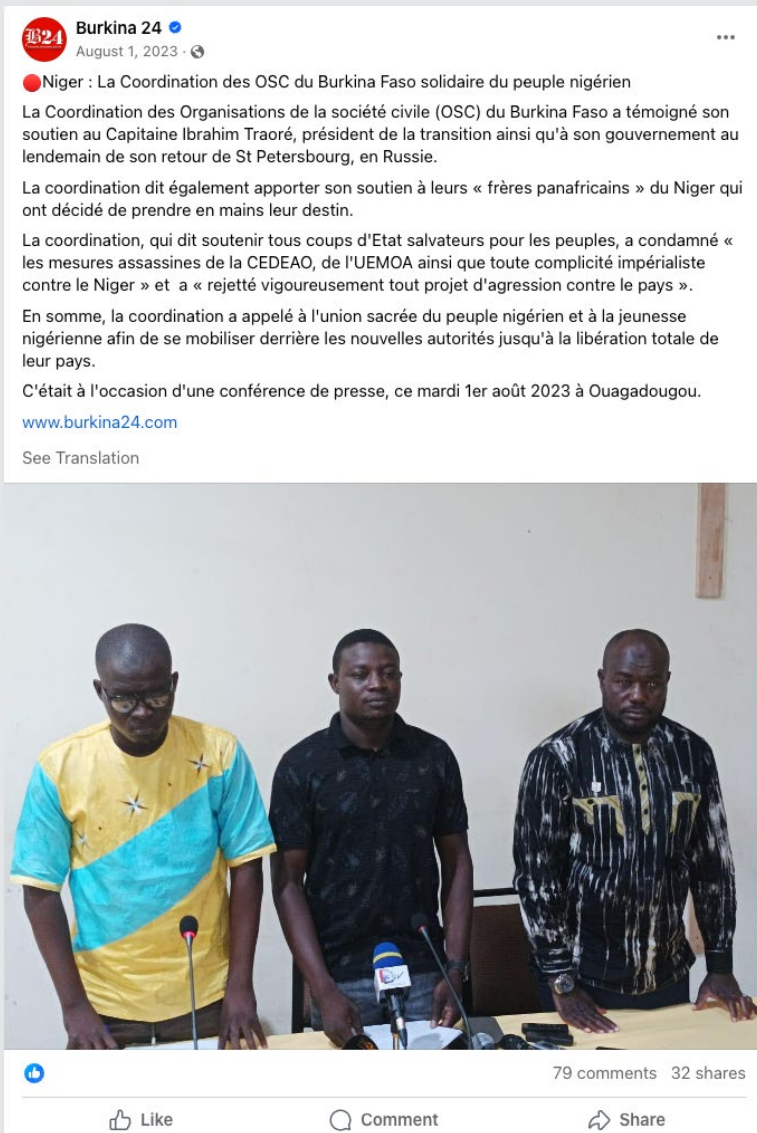 B24
Burkina 24
August 1, 2023 ·
Niger : La Coordination des OSC du Burkina Faso solidaire du peuple nigérien
La Coordination des Organisations de la société civile (OSC) du Burkina Faso a témoigné son
soutien au Capitaine Ibrahim Traoré, président de la transition ainsi qu'à son gouvernement au
lendemain de son retour de St Petersbourg, en Russie.
La coordination dit également apporter son soutien à leurs « frères panafricains » du Niger qui
ont décidé de prendre en mains leur destin.
La coordination, qui dit soutenir tous coups d'Etat salvateurs pour les peuples, a condamné «
les mesures assassines de la CEDEAO, de l'UEMOA ainsi que toute complicité impérialiste
contre le Niger » et  a « rejetté vigoureusement tout projet d'agression contre le pays ».
En somme, la coordination a appelé à l'union sacrée du peuple nigérien et à la jeunesse
nigérienne afin de se mobiliser derrière les nouvelles autorités jusqu'à la libération totale de
leur pays.
C'était à l'occasion d'une conférence de presse, ce mardi 1er août 2023 à Ouagadougou.
www.burkina24.com
See Translation
79 comments 32 shares
Like Comment Share